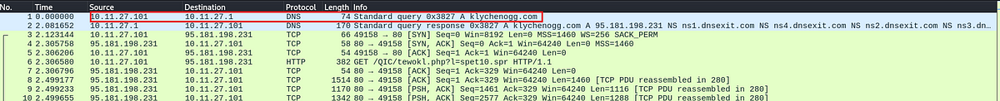 No. Time Source Destination Protocol Length Info
1 0.000000 10.11.27.101 10.11.27.1 DNS 74 Standard query 0x3827 A klychenogg.com
2 2.081652 10.11.27.1 10.11.27.101 DNS 170 Standard query response 0x3827 A klychenogg.com A 95.181.198.231 NS ns1.dnsexit.com NS ns4.dnsexit.com NS ns2.dnsexit.com NS ns3.dn…
3 2.123144 10.11.27.101 95.181.198.231 TCP 66 49158 → 80 [SYN] Seq=0 Win=8192 Len=0 MSS=1460 WS=256 SACK_PERM
4 2.305758 95.181.198.231 10.11.27.101 TCP 58 80 → 49158 [SYN, ACK] Seq=0 Ack=1 Win=64240 Len=0 MSS=1460
5 2.306206 10.11.27.101 95.181.198.231 TCP 54 49158 → 80 [ACK] Seq=1 Ack=1 Win=64240 Len=0
6 2.306580 10.11.27.101 95.181.198.231 HTTP 382 GET /QIC/tewokl.php?l=spet10.spr HTTP/1.1
7 2.306796 95.181.198.231 10.11.27.101 TCP 54 80 → 49158 [ACK] Seq=1 Ack=329 Win=64240 Len=0
8 2.499177 95.181.198.231 10.11.27.101 TCP 1514 80 → 49158 [ACK] Seq=1 Ack=329 Win=64240 Len=1460 [TCP PDU reassembled in 280]
9 2.499233 95.181.198.231 10.11.27.101 TCP 1170 80 → 49158 [PSH, ACK] Seq=1461 Ack=329 Win=64240 Len=1116 [TCP PDU reassembled in 280]
10 2.499655 95.181.198.231 10.11.27.101 TCP 1342 80 → 49158 [PSH, ACK] Seq=2577 Ack=329 Win=64240 Len=1288 [TCP PDU reassembled in 280]